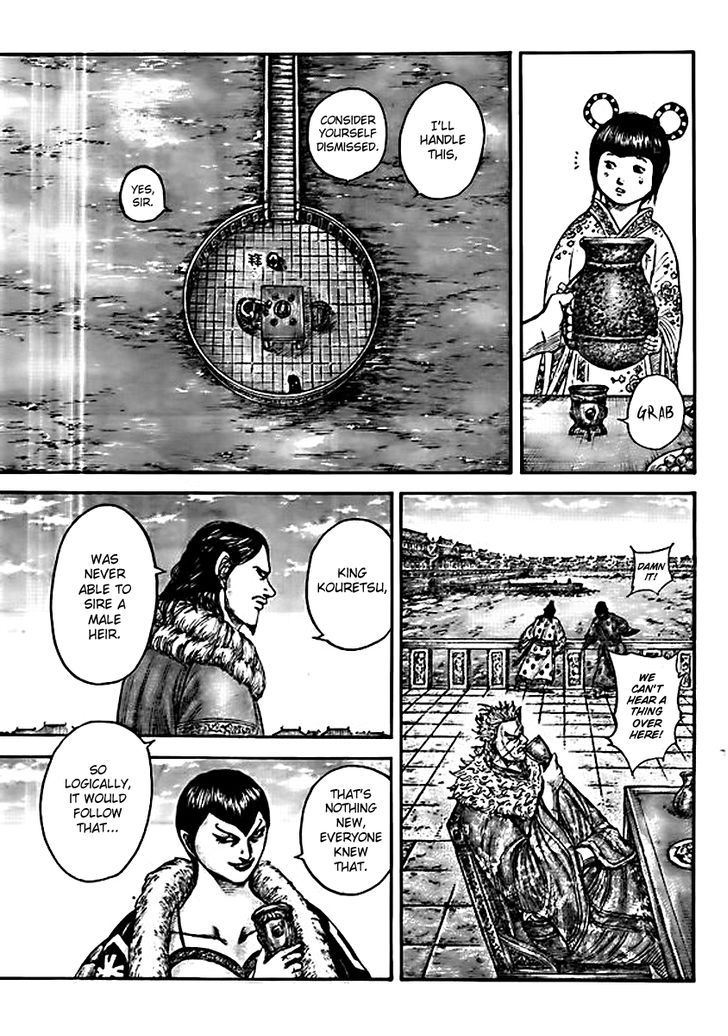 GRAB
I'LL
HANDLE
THIS,
CONSIDER
YOURSELF
DISMISSED.
YES,
SIR.
DAMN
IT!
WE
CAN'T
HEAR A
THING
OVER
HERE!
KING
KOURETSU,
WAS
NEVER
ABLE TO
SIRE A
MALE
HEIR.
THAT'S
NOTHING
NEW,
EVERYONE
KNEW
THAT.
SO
LOGICALLY,
IT WOULD
FOLLOW
THAT...